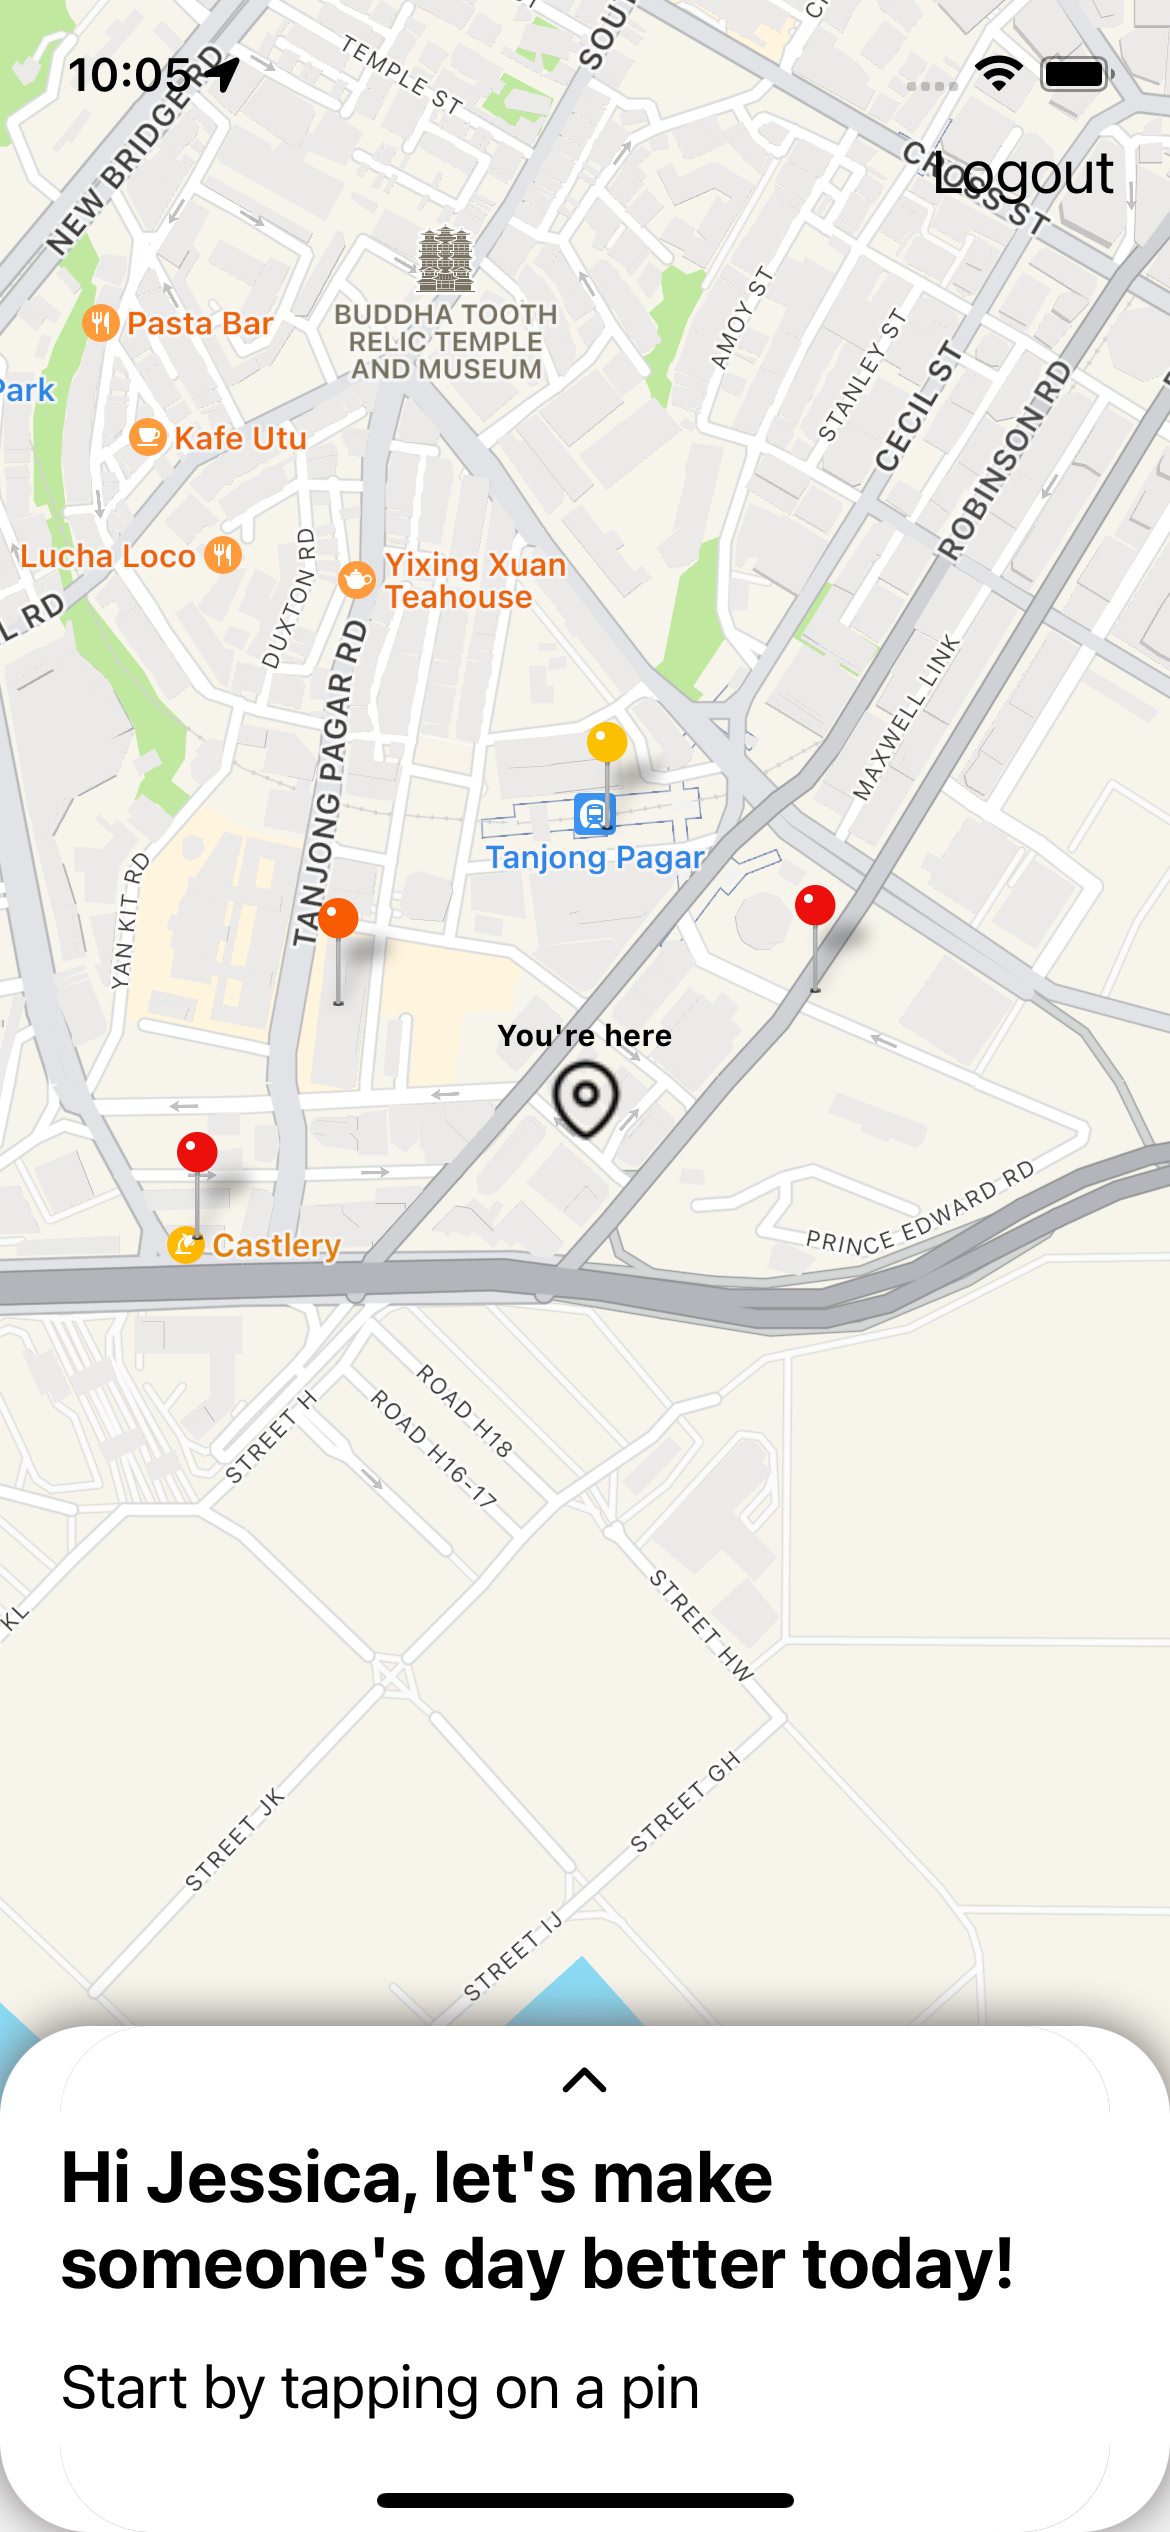 10:05
Logout
SOU
TEMPLE ST
NEW BRIDGE RD
CROSS ST
BUDDHA TOOTH
RELIC TEMPLE
AND MUSEUM
Pasta Bar
Park
AMOY ST
STANLEY ST
CECIL ST
ROBINSON RD
Kafe Utu
Lucha Loco
DUXTON RD
Yixing Xuan
Teahouse
L RD
TANJONG PAGAR RD
MAXWELL LINK
Tanjong Pagar
YAN KIT RD
You're here
PRINCE EDWARD RD
Castlery
STREET H
ROAD H18
ROAD H16-17
KL
STREET HW
STREET GH
STREET JK
STREET IJ
Hi Jessica, let's make
someone's day better today!
Start by tapping on a pin